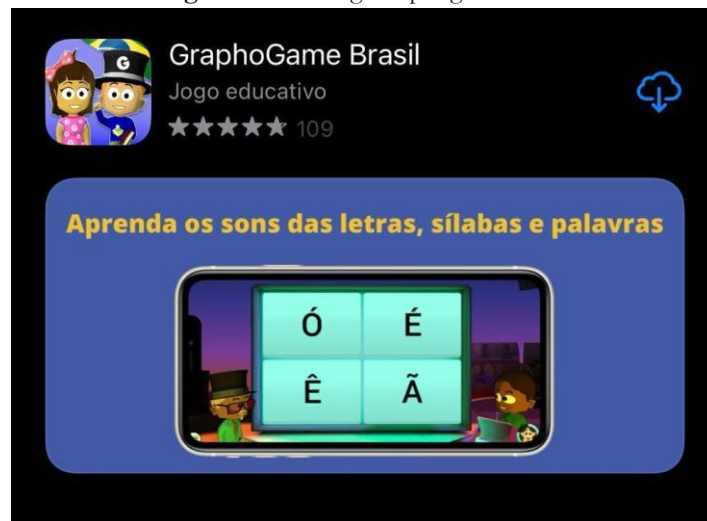 GraphoGame Brasil
Jogo educativo
★★★★★ 109
Aprenda os sons das letras, sílabas e palavras
Ó É
Ê Ã
G